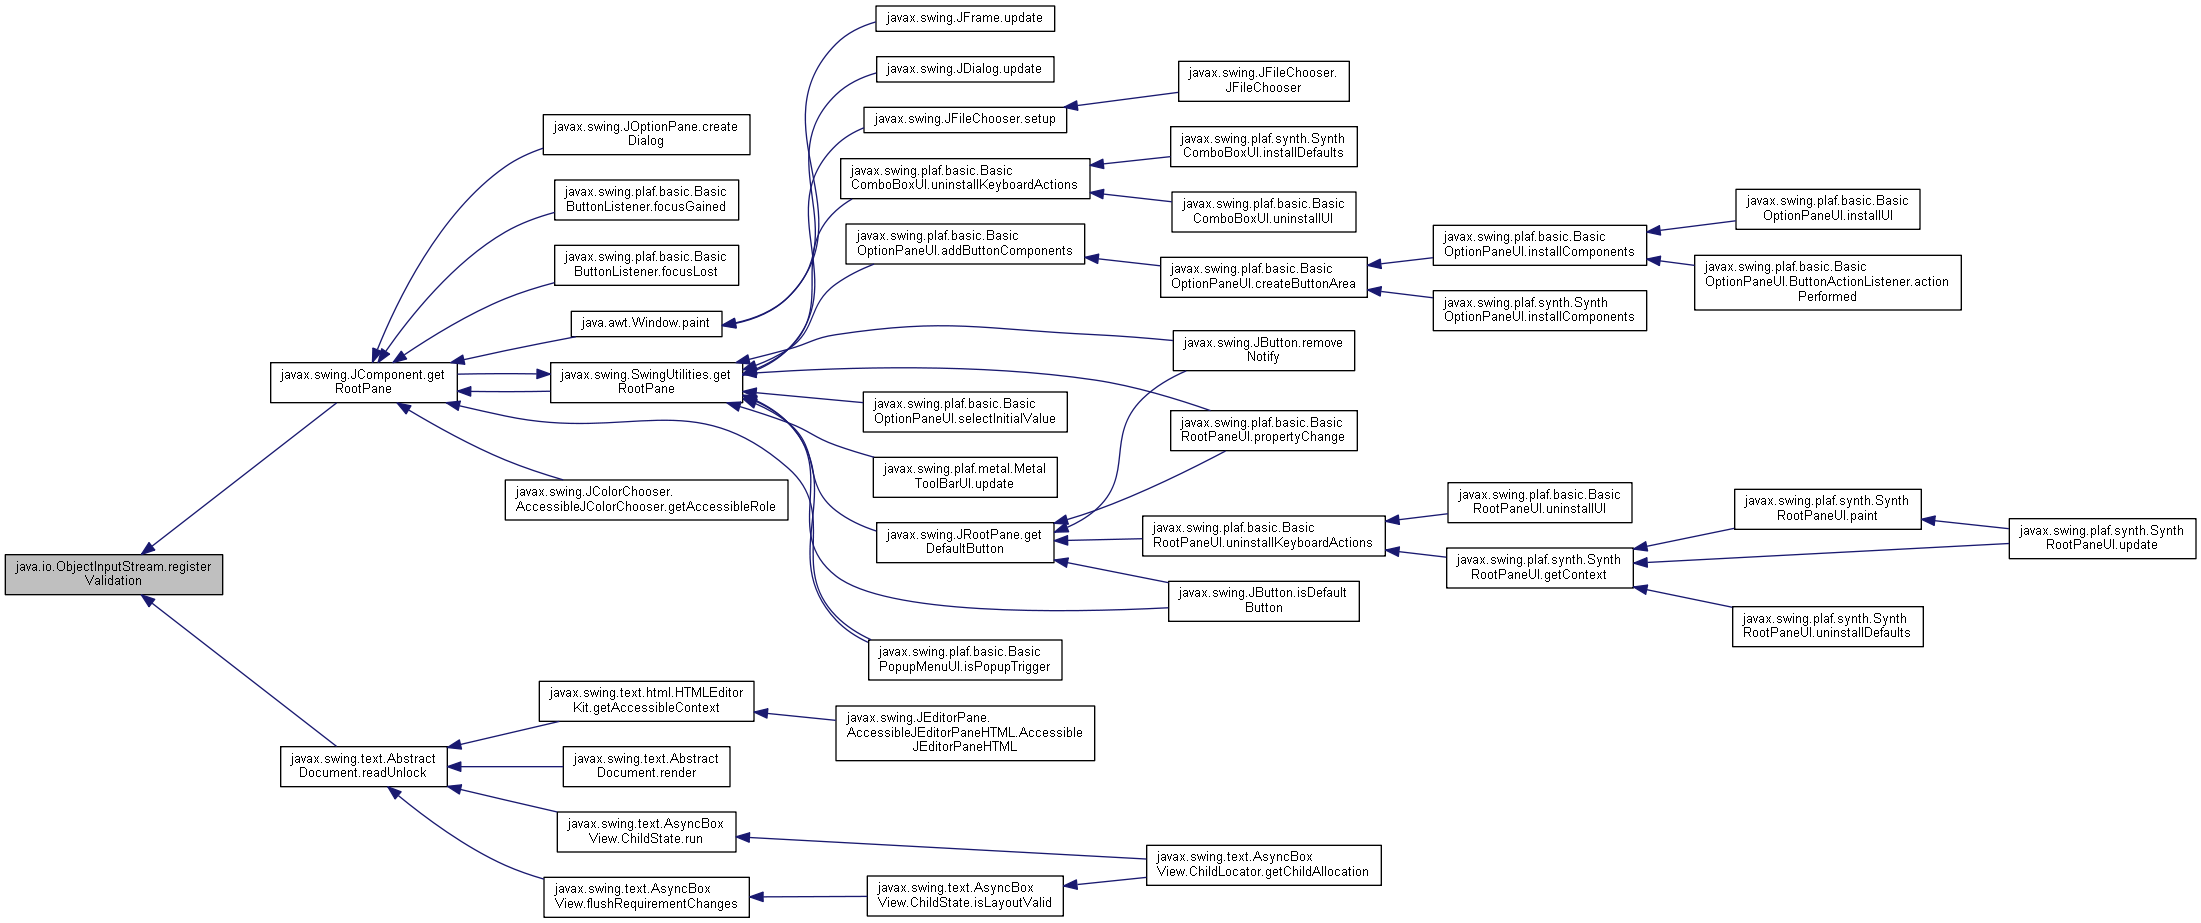 javax.swing.JFrame.update
javax.swing.JDialog.update
javax.swing.JFileChooser.
JFileChooser
javax.swing.JFileChooser.setup
javax.swing.JOptionPane.create
Dialog
javax.swing.plaf.synth.Synth
ComboBoxUI.installDefaults
javax.swing.plaf.basic.Basic
ComboBoxUI.uninstallKeyboardActions
javax.swing.plaf.basic.Basic
ButtonListener.focusGained
javax.swing.plaf.basic.Basic
ComboBoxUI.uninstallUI
javax.swing.plaf.basic.Basic
OptionPaneUI.installUI
javax.swing.plaf.basic.Basic
OptionPaneUI.addButtonComponents
javax.swing.plaf.basic.Basic
OptionPaneUI.installComponents
javax.swing.plaf.basic.Basic
ButtonListener.focusLost
javax.swing.plaf.basic.Basic
OptionPaneUI.createButtonArea
javax.swing.plaf.basic.Basic
OptionPaneUI.ButtonActionListener.action
Performed
javax.swing.plaf.synth.Synth
OptionPaneUI.installComponents
java.awt.Window.paint
javax.swing.JButton.remove
Notify
javax.swing.JComponent.get
RootPane
javax.swing.SwingUtilities.get
RootPane
javax.swing.plaf.basic.Basic
OptionPaneUI.selectInitialValue
javax.swing.plaf.basic.Basic
RootPaneUI.propertyChange
javax.swing.plaf.metal.Metal
ToolBarUI.update
javax.swing.JColorChooser.
AccessibleJColorChooser.getAccessibleRole
javax.swing.plaf.basic.Basic
RootPaneUI.uninstallUI
javax.swing.plaf.synth.Synth
RootPaneUI.paint
javax.swing.JRootPane.get
DefaultButton
javax.swing.plaf.basic.Basic
RootPaneUI.uninstallKeyboardActions
javax.swing.plaf.synth.Synth
RootPaneUI.update
javax.swing.plaf.synth.Synth
RootPaneUI.getContext
java.io.ObjectInputStream.register
Validation
javax.swing.JButton.isDefault
Button
javax.swing.plaf.synth.Synth
RootPaneUI.uninstallDefaults
javax.swing.plaf.basic.Basic
PopupMenuUI.isPopupTrigger
javax.swing.text.html.HTMLEditor
Kit.getAccessibleContext
javax.swing.JEditorPane.
AccessibleJEditorPaneHTML.Accessible
JEditorPaneHTML
javax.swing.text.Abstract
Document.readUnlock
javax.swing.text.Abstract
Document.render
javax.swing.text.AsyncBox
View.ChildState.run
javax.swing.text.AsyncBox
View.ChildLocator.getChildAllocation
javax.swing.text.AsyncBox
View.flushRequirementChanges
javax.swing.text.AsyncBox
View.ChildState.isLayoutValid